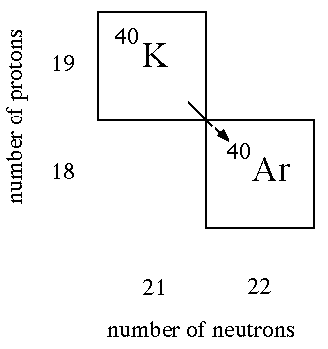 number of protons
19
40K
18
40Ar
21
22
number of neutrons